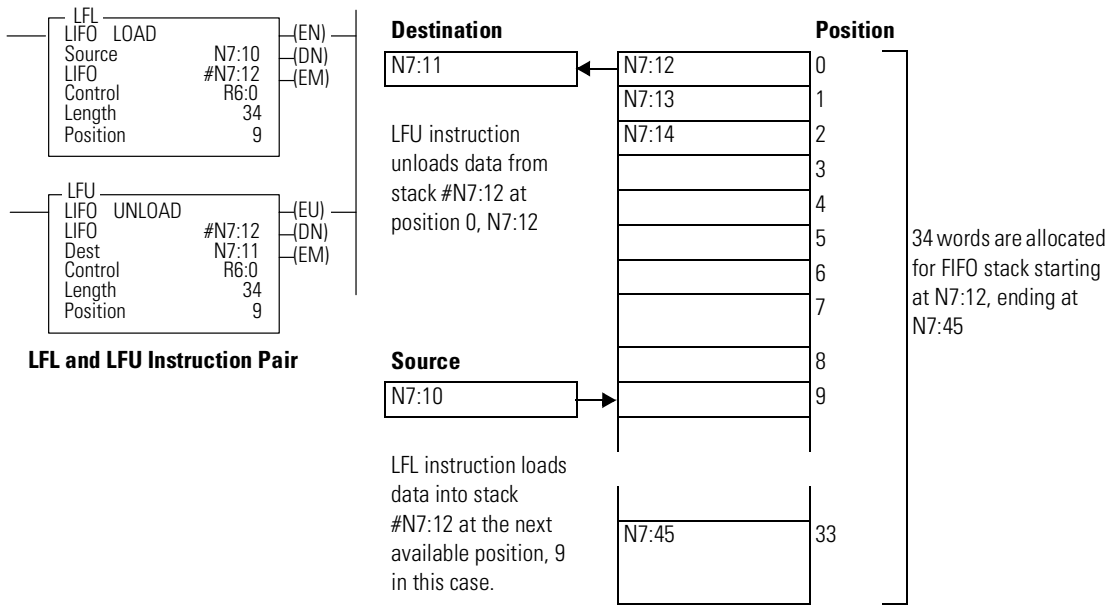 LFL
LIFO LOAD
Source N7:10
LIFO #N7:12
Control R6:0
Length 34
Position 9
(EN)
(DN)
(EM)
LFU
LIFO UNLOAD
LIFO #N7:12
Dest N7:11
Control R6:0
Length 34
Position 9
(EU)
(DN)
(EM)
LFL and LFU Instruction Pair
Destination
N7:11
LFU instruction
unloads data from
stack #N7:12 at
position 0, N7:12
Source
N7:10
LFL instruction loads
data into stack
#N7:12 at the next
available position, 9
in this case.
Position
N7:12 0
N7:13 1
N7:14 2
3
4
5
6
7
8
9
N7:45 33
34 words are allocated
for FIFO stack starting
at N7:12, ending at
N7:45